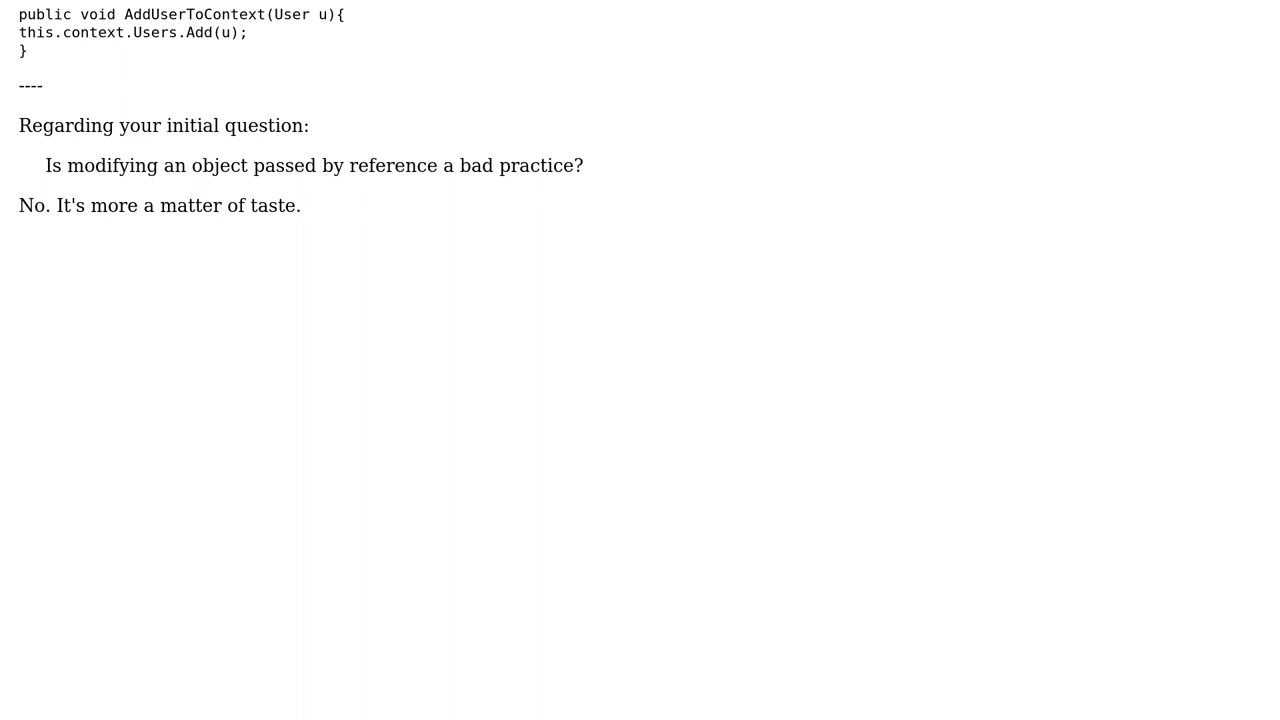 public void AddUserToContext(User u){
this.context.Users.Add(u);
}
----
Regarding your initial question:
Is modifying an object passed by reference a bad practice?
No. It's more a matter of taste.